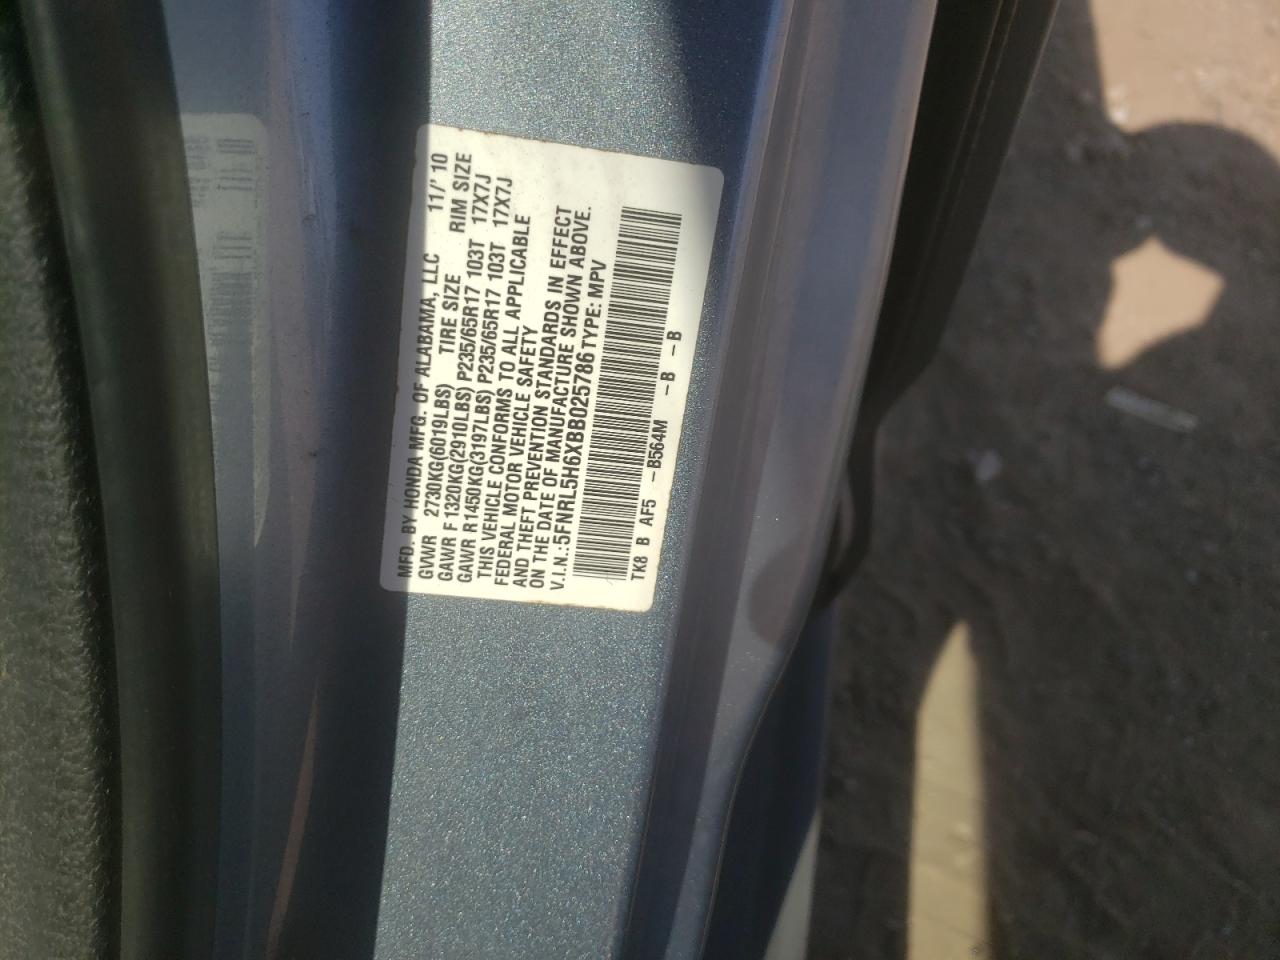 MFD. BY HONDA MFG. OF ALABAMA, LLC 11/'10
GVWR 2730KG(6019LBS) TIRE SIZE RIM SIZE
GAWR F 1320KG(2910LBS) P235/65R17 103T 17X7J
GAWR R1450KG(3197LBS) P235/65R17 103T 17X7J
THIS VEHICLE CONFORMS TO ALL APPLICABLE
FEDERAL MOTOR VEHICLE SAFETY
AND THEFT PREVENTION STANDARDS IN EFFECT
ON THE DATE OF MANUFACTURE SHOWN ABOVE.
V.I.N.:5FNRL5H6XBB025786 TYPE: MPV
TK8 B AF5 -B564M -B -B